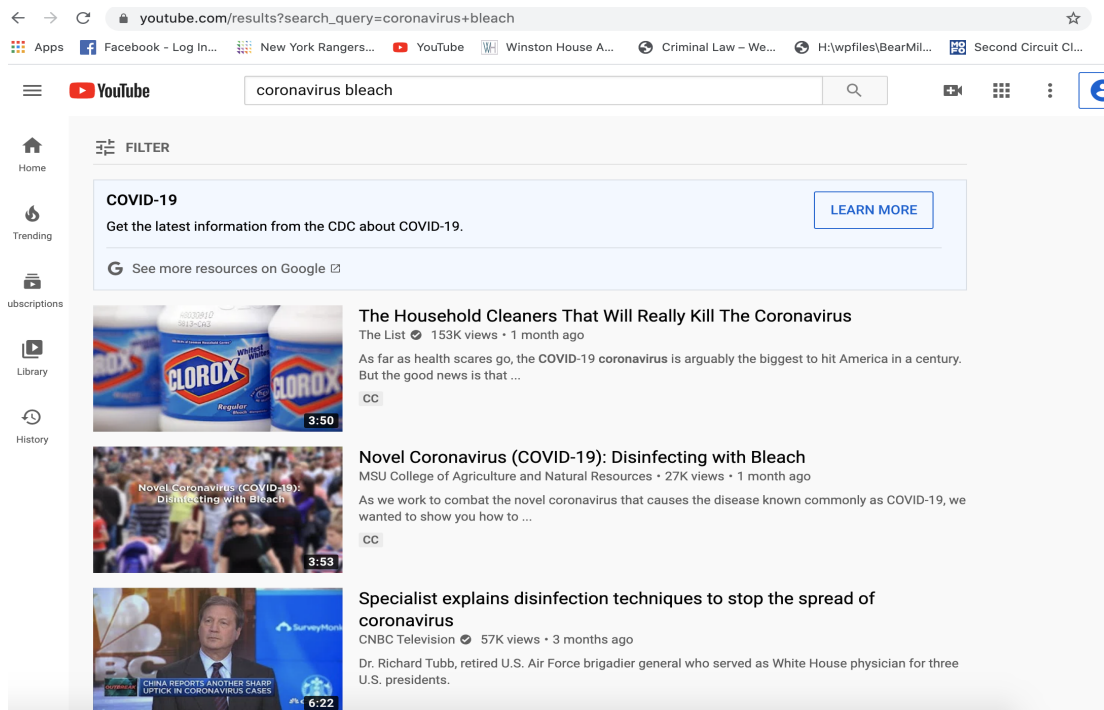 youtube.com/results?search_query=coronavirus+bleach
Apps Facebook - Log In... New York Rangers... YouTube Winston House A... Criminal Law – We... H:\wpfiles\BearMil... Second Circuit Cl...
YouTube coronavirus bleach
FILTER
Home
Trending
ubscriptions
Library
History
COVID-19
Get the latest information from the CDC about COVID-19.
LEARN MORE
See more resources on Google
CLOROX
CLOROX
Regular
Bleach
3:50
The Household Cleaners That Will Really Kill The Coronavirus
The List 153K views • 1 month ago
As far as health scares go, the COVID-19 coronavirus is arguably the biggest to hit America in a century.
But the good news is that ...
CC
Novel Coronavirus (COVID-19):
Disinfecting with Bleach
3:53
Novel Coronavirus (COVID-19): Disinfecting with Bleach
MSU College of Agriculture and Natural Resources • 27K views • 1 month ago
As we work to combat the novel coronavirus that causes the disease known commonly as COVID-19, we
wanted to show you how to ...
CC
SurveyMonk
BC
OUTBREAK
CHINA REPORTS ANOTHER SHARP
UPTICK IN CORONAVIRUS CASES
6:22
Specialist explains disinfection techniques to stop the spread of
coronavirus
CNBC Television 57K views • 3 months ago
Dr. Richard Tubb, retired U.S. Air Force brigadier general who served as White House physician for three
U.S. presidents.